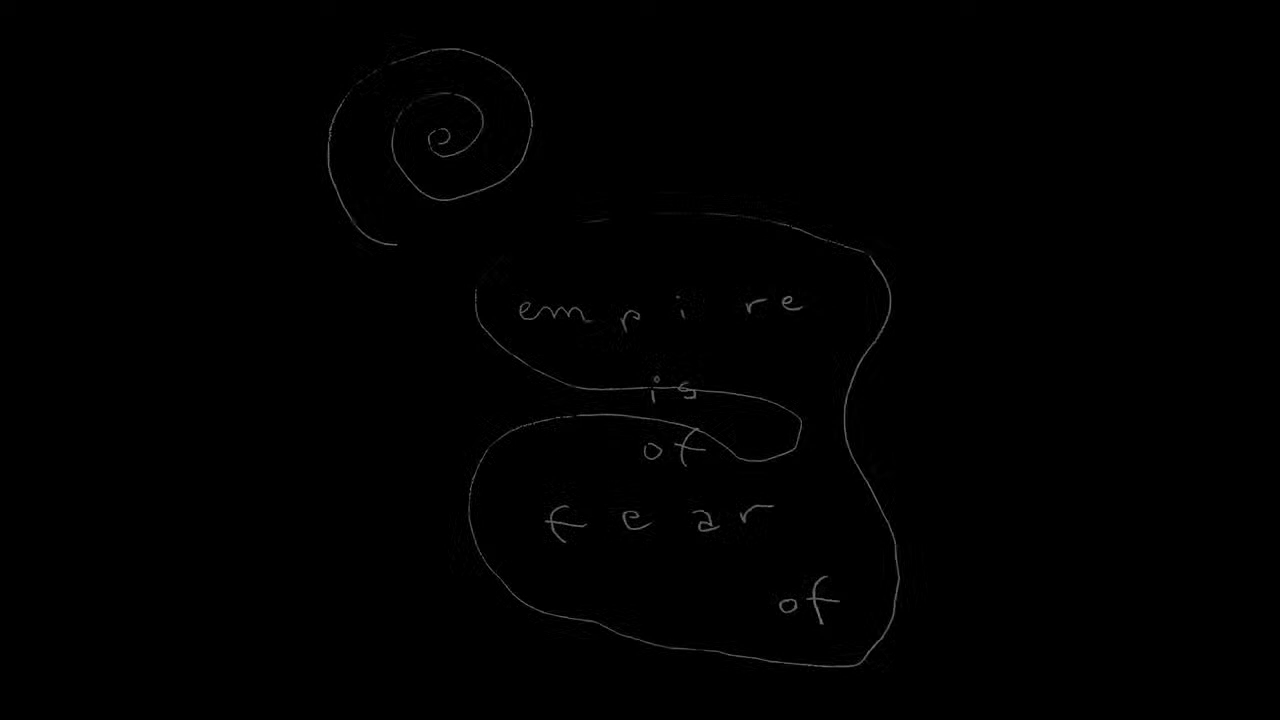 empire
is
of
fear
of